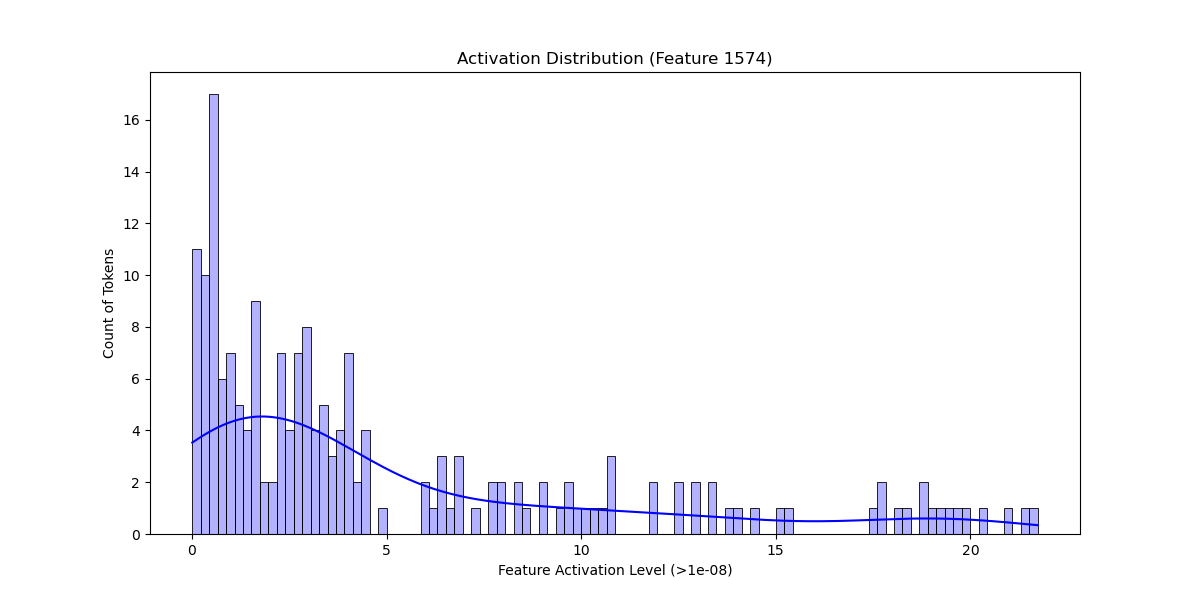 Activation Distribution (Feature 1574)
16
14
12
10
8
6
4
2
0
Count of Tokens
0 5 10 15 20
Feature Activation Level (>1e-08)